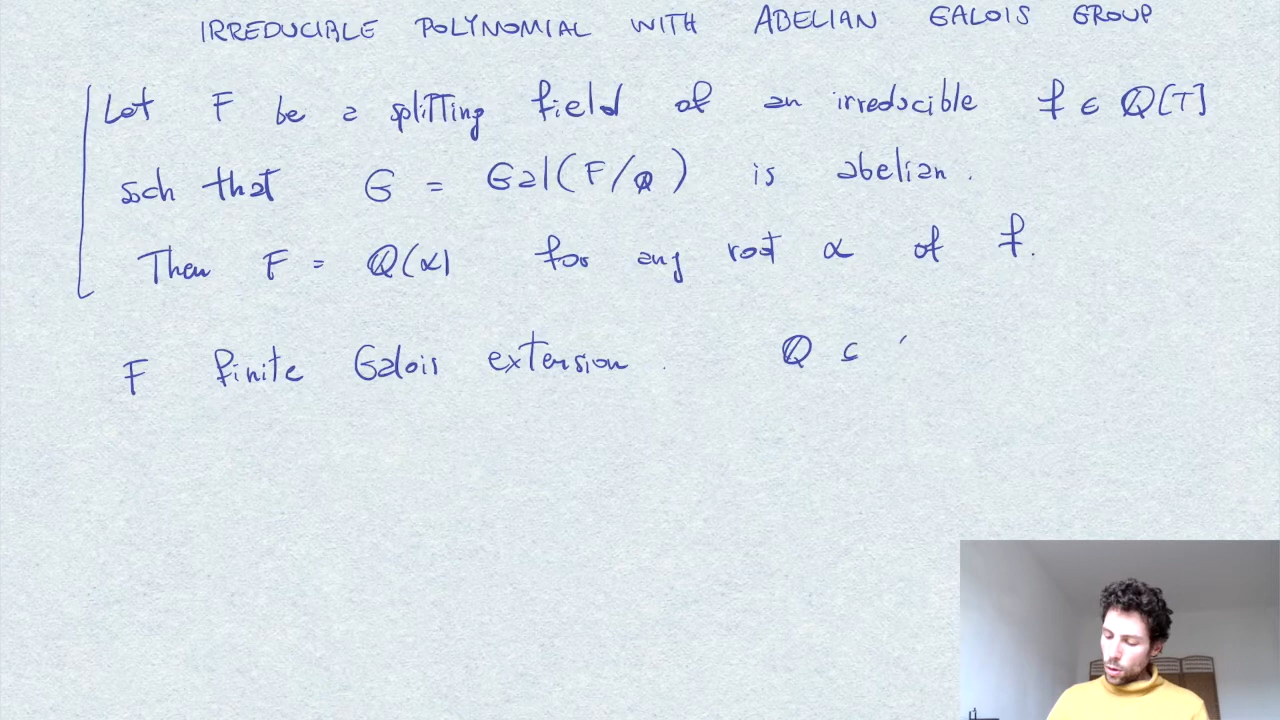 IRREDUCIBLE POLYNOMIAL WITH ABELIAN GALOIS GROUP
Let F be a splitting field of an irreducible f ∈ Q[T]
such that G = Gal(F/Q) is abelian.
Then F = Q(α) for any root α of f.
F finite Galois extension. Q ⊂